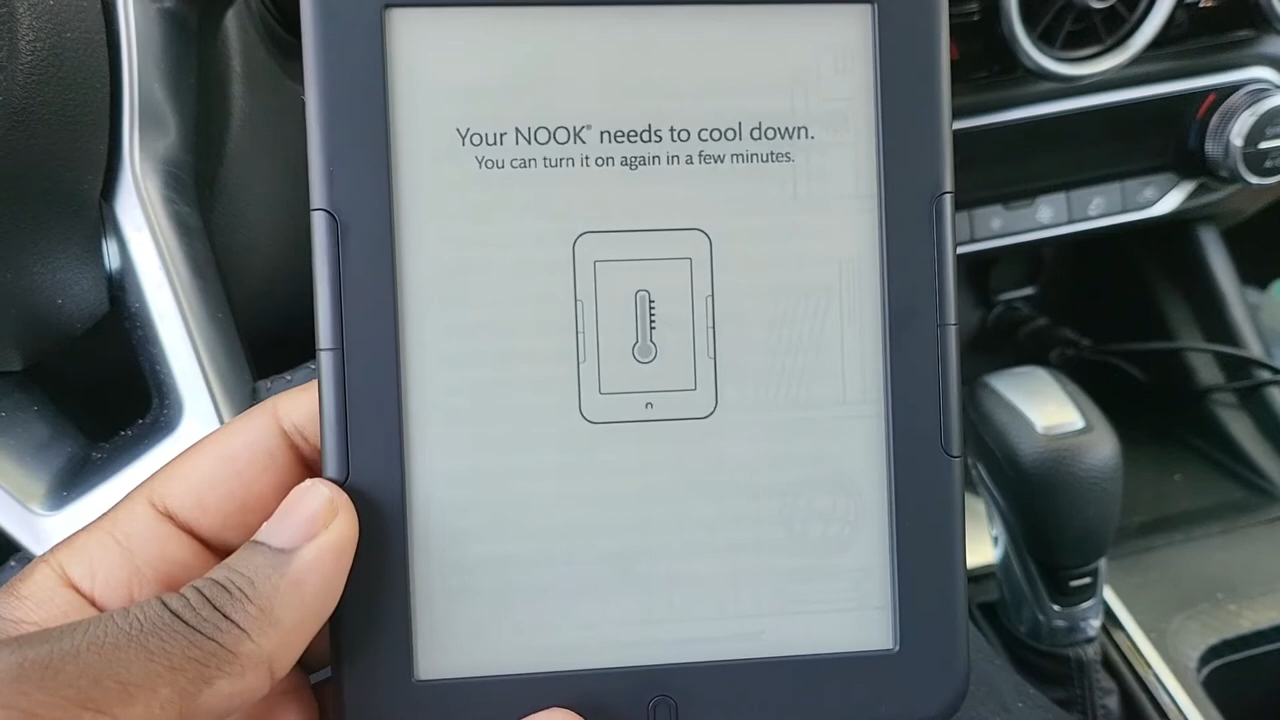 Your NOOK® needs to cool down.
You can turn it on again in a few minutes.